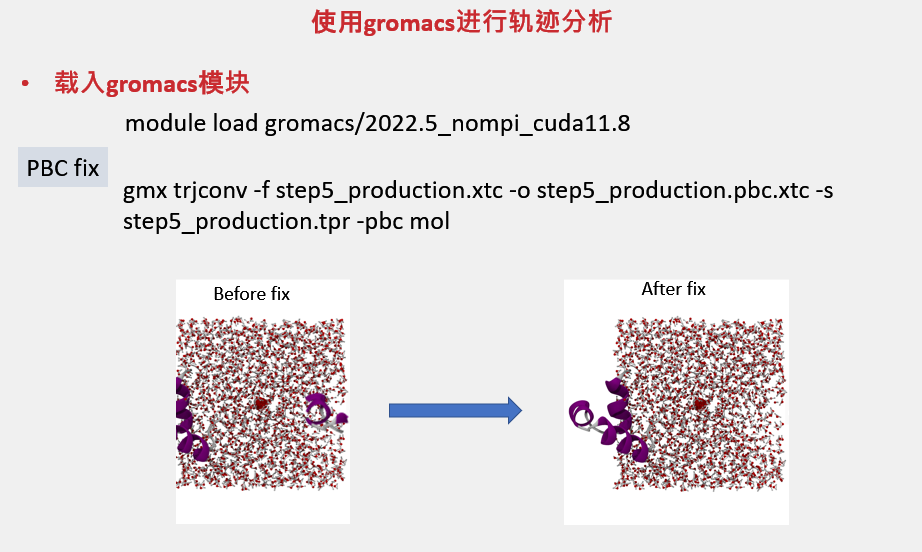 使用gromacs进行轨迹分析
• 载入gromacs模块
module load gromacs/2022.5_nompi_cuda11.8
PBC fix
gmx trjconv -f step5_production.xtc -o step5_production.pbc.xtc -s
step5_production.tpr -pbc mol
Before fix
After fix